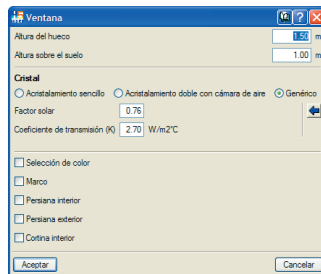 Ventana
Altura del hueco 1.50 m
Altura sobre el suelo 1.00 m
Cristal
Acristalamiento sencillo Acristalamiento doble con cámara de aire Genérico
Factor solar 0.76
Coeficiente de transmisión (K) 2.70 W/m2°C
Selección de color
Marco
Persiana interior
Persiana exterior
Cortina interior
Aceptar Cancelar